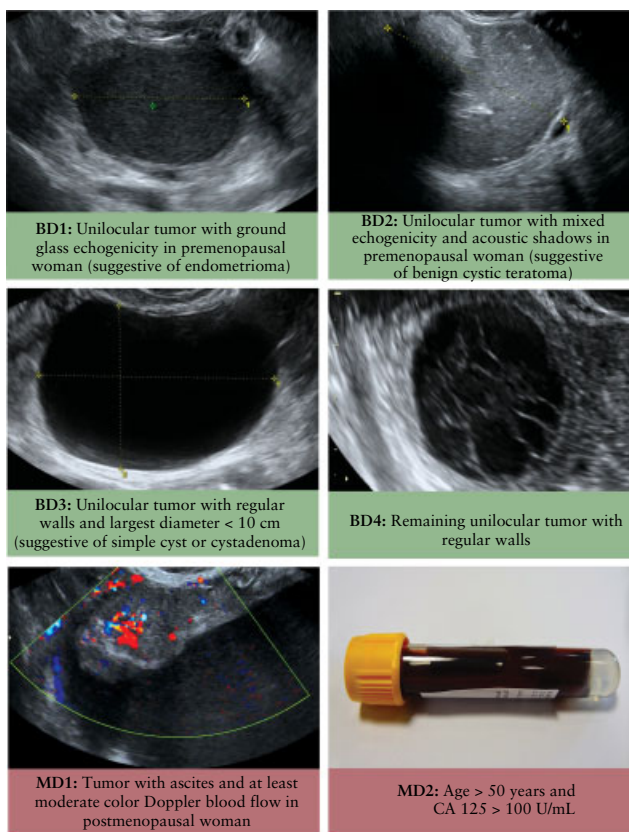 BD1: Unilocular tumor with ground
glass echogenicity in premenopausal
woman (suggestive of endometrioma)
BD2: Unilocular tumor with mixed
echogenicity and acoustic shadows in
premenopausal woman (suggestive
of benign cystic teratoma)
BD3: Unilocular tumor with regular
walls and largest diameter < 10 cm
(suggestive of simple cyst or cystadenoma)
BD4: Remaining unilocular tumor with
regular walls
MD1: Tumor with ascites and at least
moderate color Doppler blood flow in
postmenopausal woman
MD2: Age > 50 years and
CA 125 > 100 U/mL